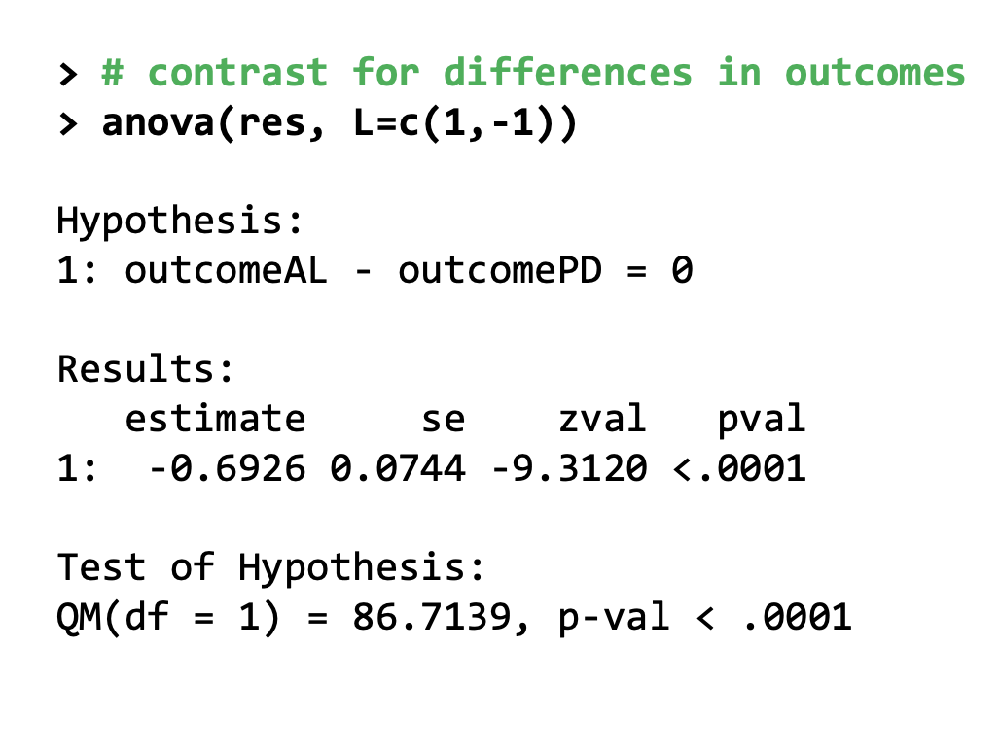 > # contrast for differences in outcomes
> anova(res, L=c(1,-1))
Hypothesis:
1: outcomeAL - outcomePD = 0
Results:
   estimate     se    zval   pval
1:  -0.6926 0.0744 -9.3120 <.0001
Test of Hypothesis:
QM(df = 1) = 86.7139, p-val < .0001